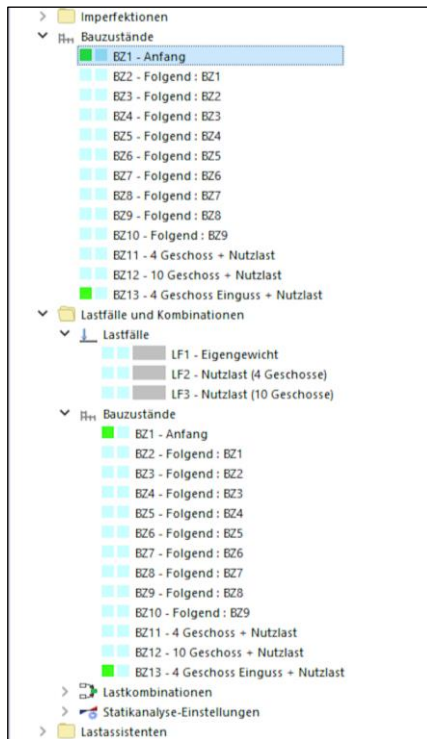 Imperfektionen
Bauzustände
BZ1 - Anfang
BZ2 - Folgend : BZ1
BZ3 - Folgend : BZ2
BZ4 - Folgend : BZ3
BZ5 - Folgend : BZ4
BZ6 - Folgend : BZ5
BZ7 - Folgend : BZ6
BZ8 - Folgend : BZ7
BZ9 - Folgend : BZ8
BZ10 - Folgend : BZ9
BZ11 - 4 Geschoss + Nutzlast
BZ12 - 10 Geschoss + Nutzlast
BZ13 - 4 Geschoss Einguss + Nutzlast
Lastfälle und Kombinationen
Lastfälle
LF1 - Eigengewicht
LF2 - Nutzlast (4 Geschosse)
LF3 - Nutzlast (10 Geschosse)
Bauzustände
BZ1 - Anfang
BZ2 - Folgend : BZ1
BZ3 - Folgend : BZ2
BZ4 - Folgend : BZ3
BZ5 - Folgend : BZ4
BZ6 - Folgend : BZ5
BZ7 - Folgend : BZ6
BZ8 - Folgend : BZ7
BZ9 - Folgend : BZ8
BZ10 - Folgend : BZ9
BZ11 - 4 Geschoss + Nutzlast
BZ12 - 10 Geschoss + Nutzlast
BZ13 - 4 Geschoss Einguss + Nutzlast
Lastkombinationen
Statikanalyse-Einstellungen
Lastassistenten